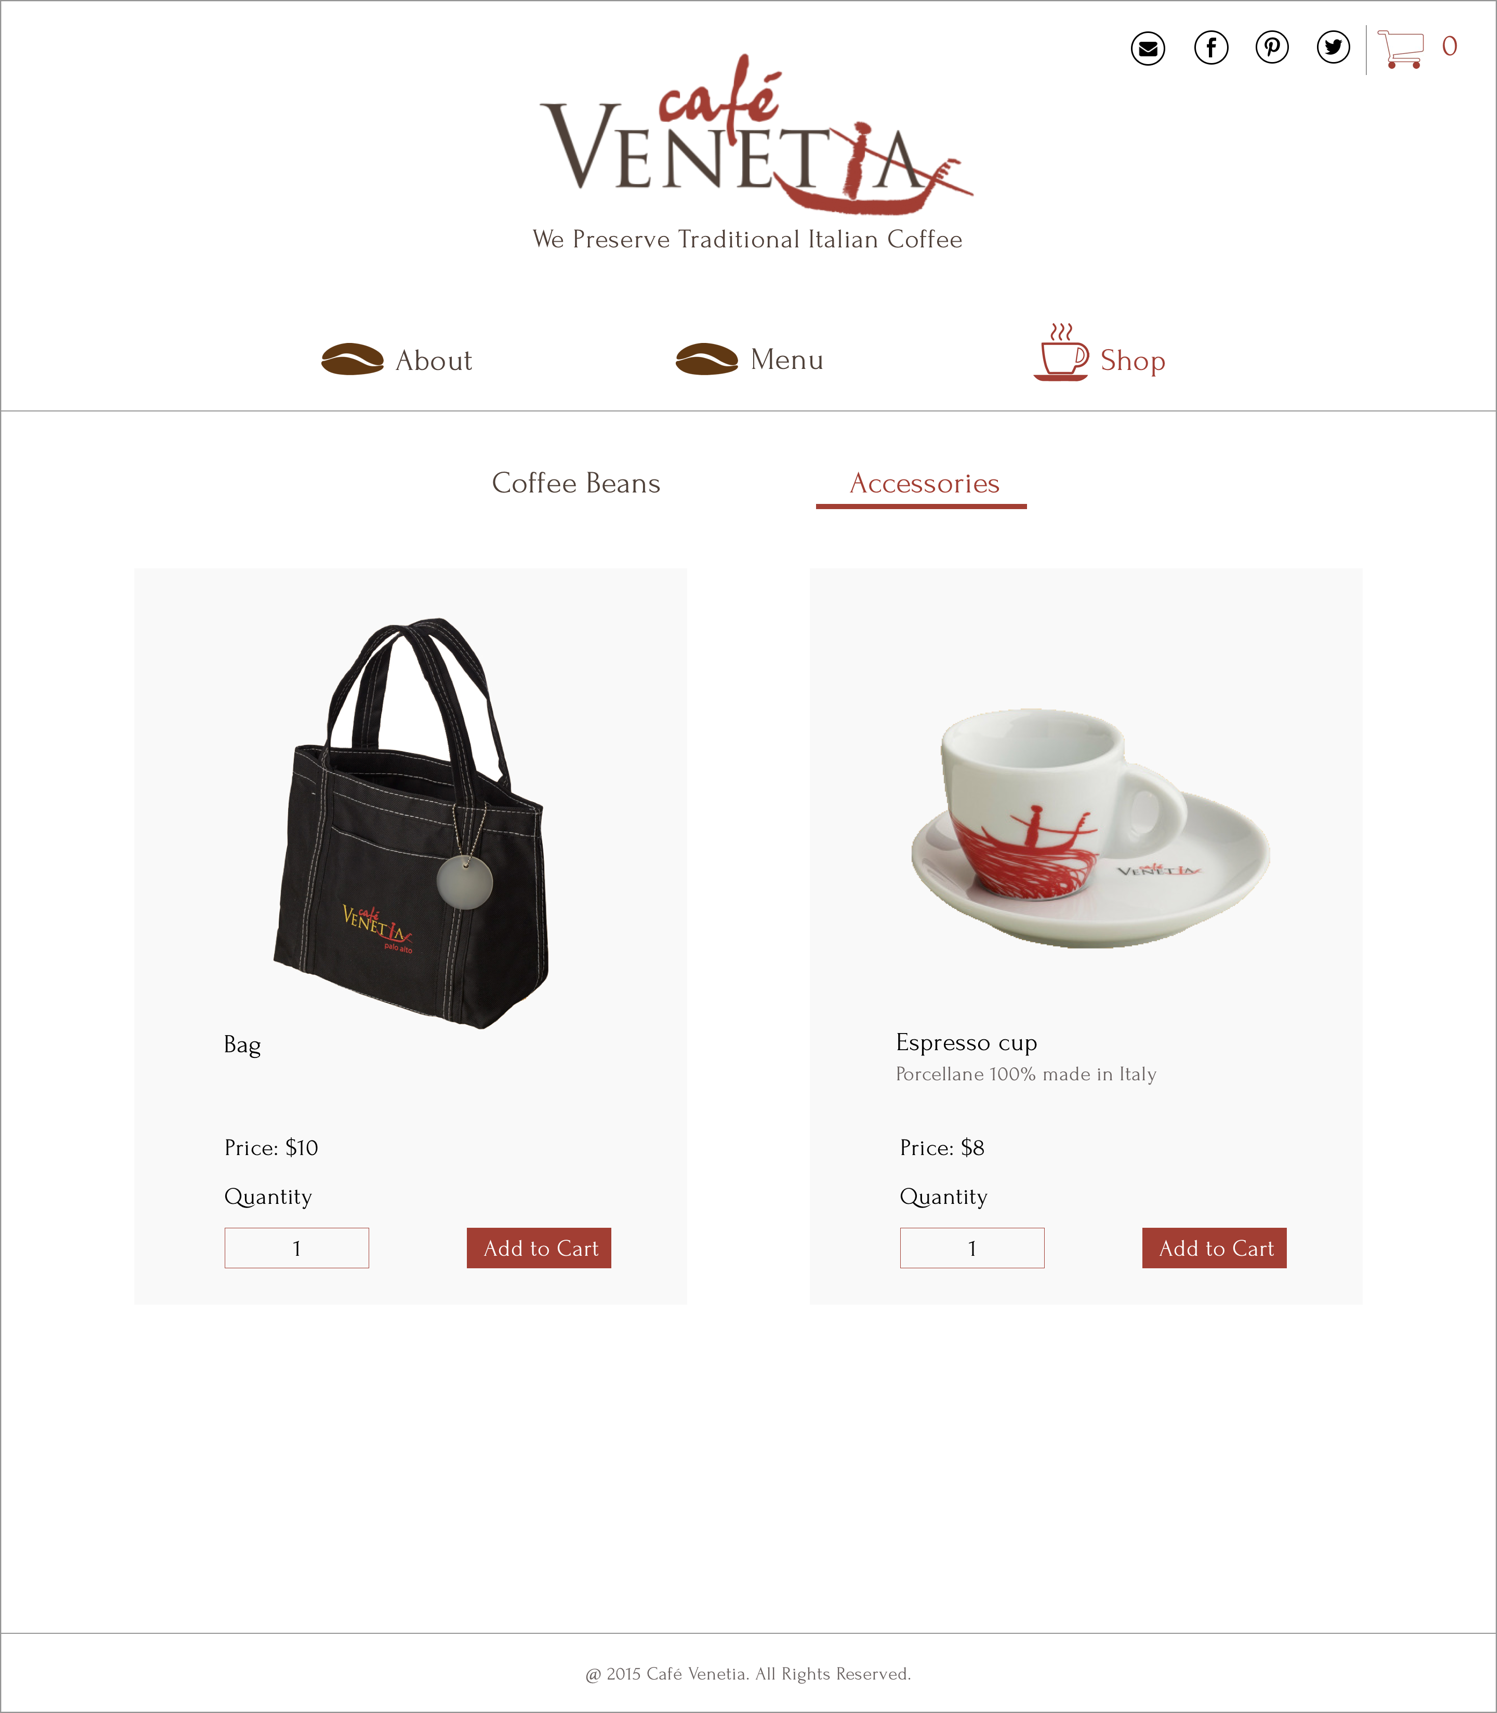 0
café
VENETIA
We Preserve Traditional Italian Coffee
About
Menu
Shop
Coffee Beans
Accessories
café
VENETIA
palo alto
café
VENETIA
Bag
Espresso cup
Porcellane 100% made in Italy
Price: $10
Price: $8
Quantity
Quantity
1
Add to Cart
1
Add to Cart
@ 2015 Café Venetia. All Rights Reserved.